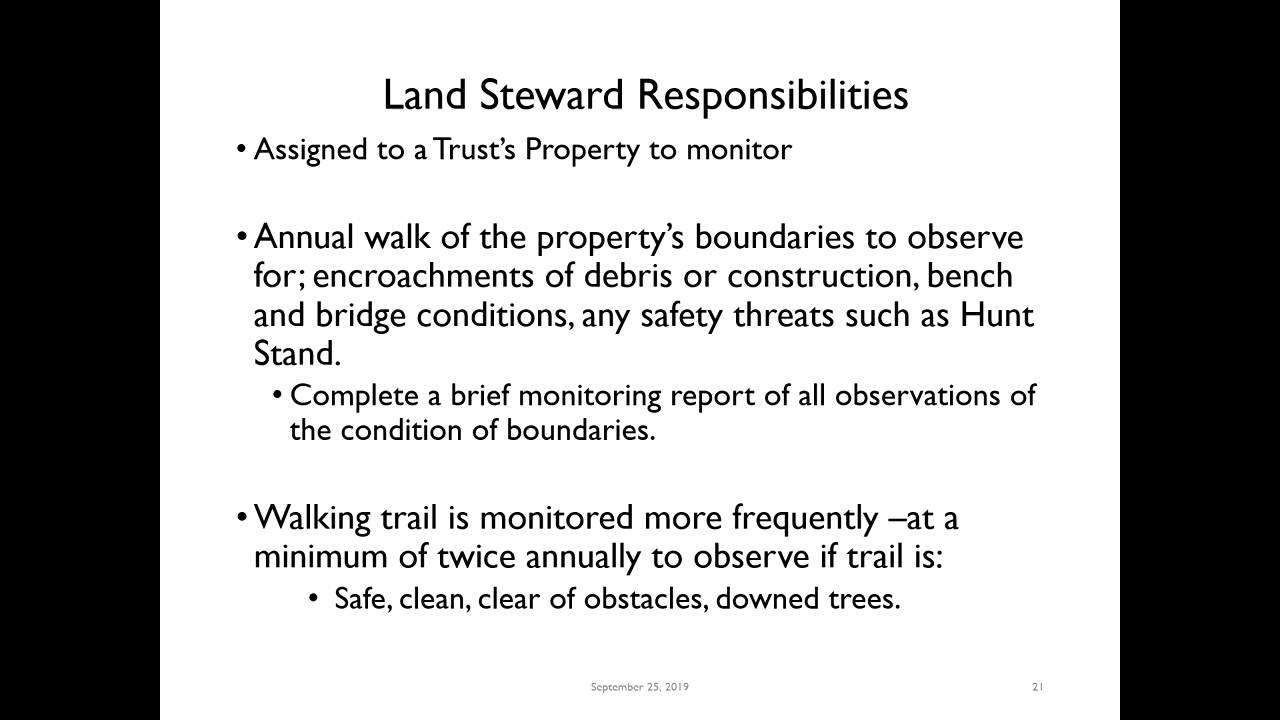 Land Steward Responsibilities
• Assigned to a Trust’s Property to monitor
• Annual walk of the property’s boundaries to observe
for; encroachments of debris or construction, bench
and bridge conditions, any safety threats such as Hunt
Stand.
• Complete a brief monitoring report of all observations of
the condition of boundaries.
• Walking trail is monitored more frequently –at a
minimum of twice annually to observe if trail is:
• Safe, clean, clear of obstacles, downed trees.
September 25, 2019
21